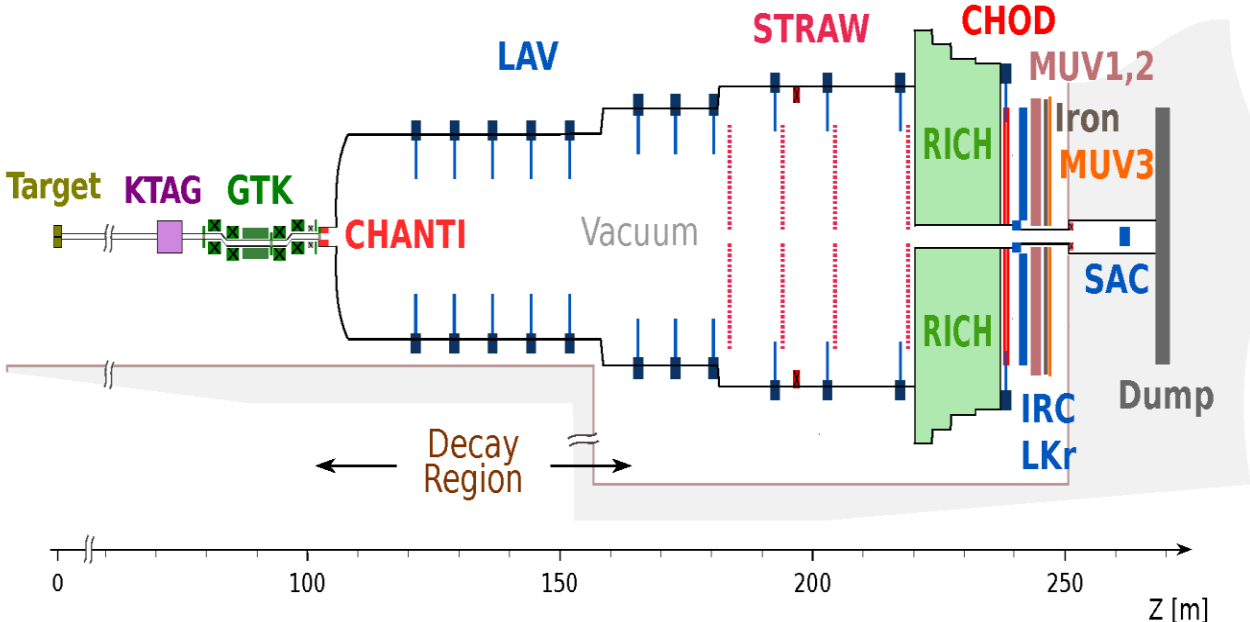 CHOD
STRAW
LAV
MUV1,2
Iron
RICH
MUV3
Target
KTAG
GTK
CHANTI
Vacuum
SAC
RICH
Dump
IRC
LKr
Decay
Region
0
100
150
200
250
Z [m]